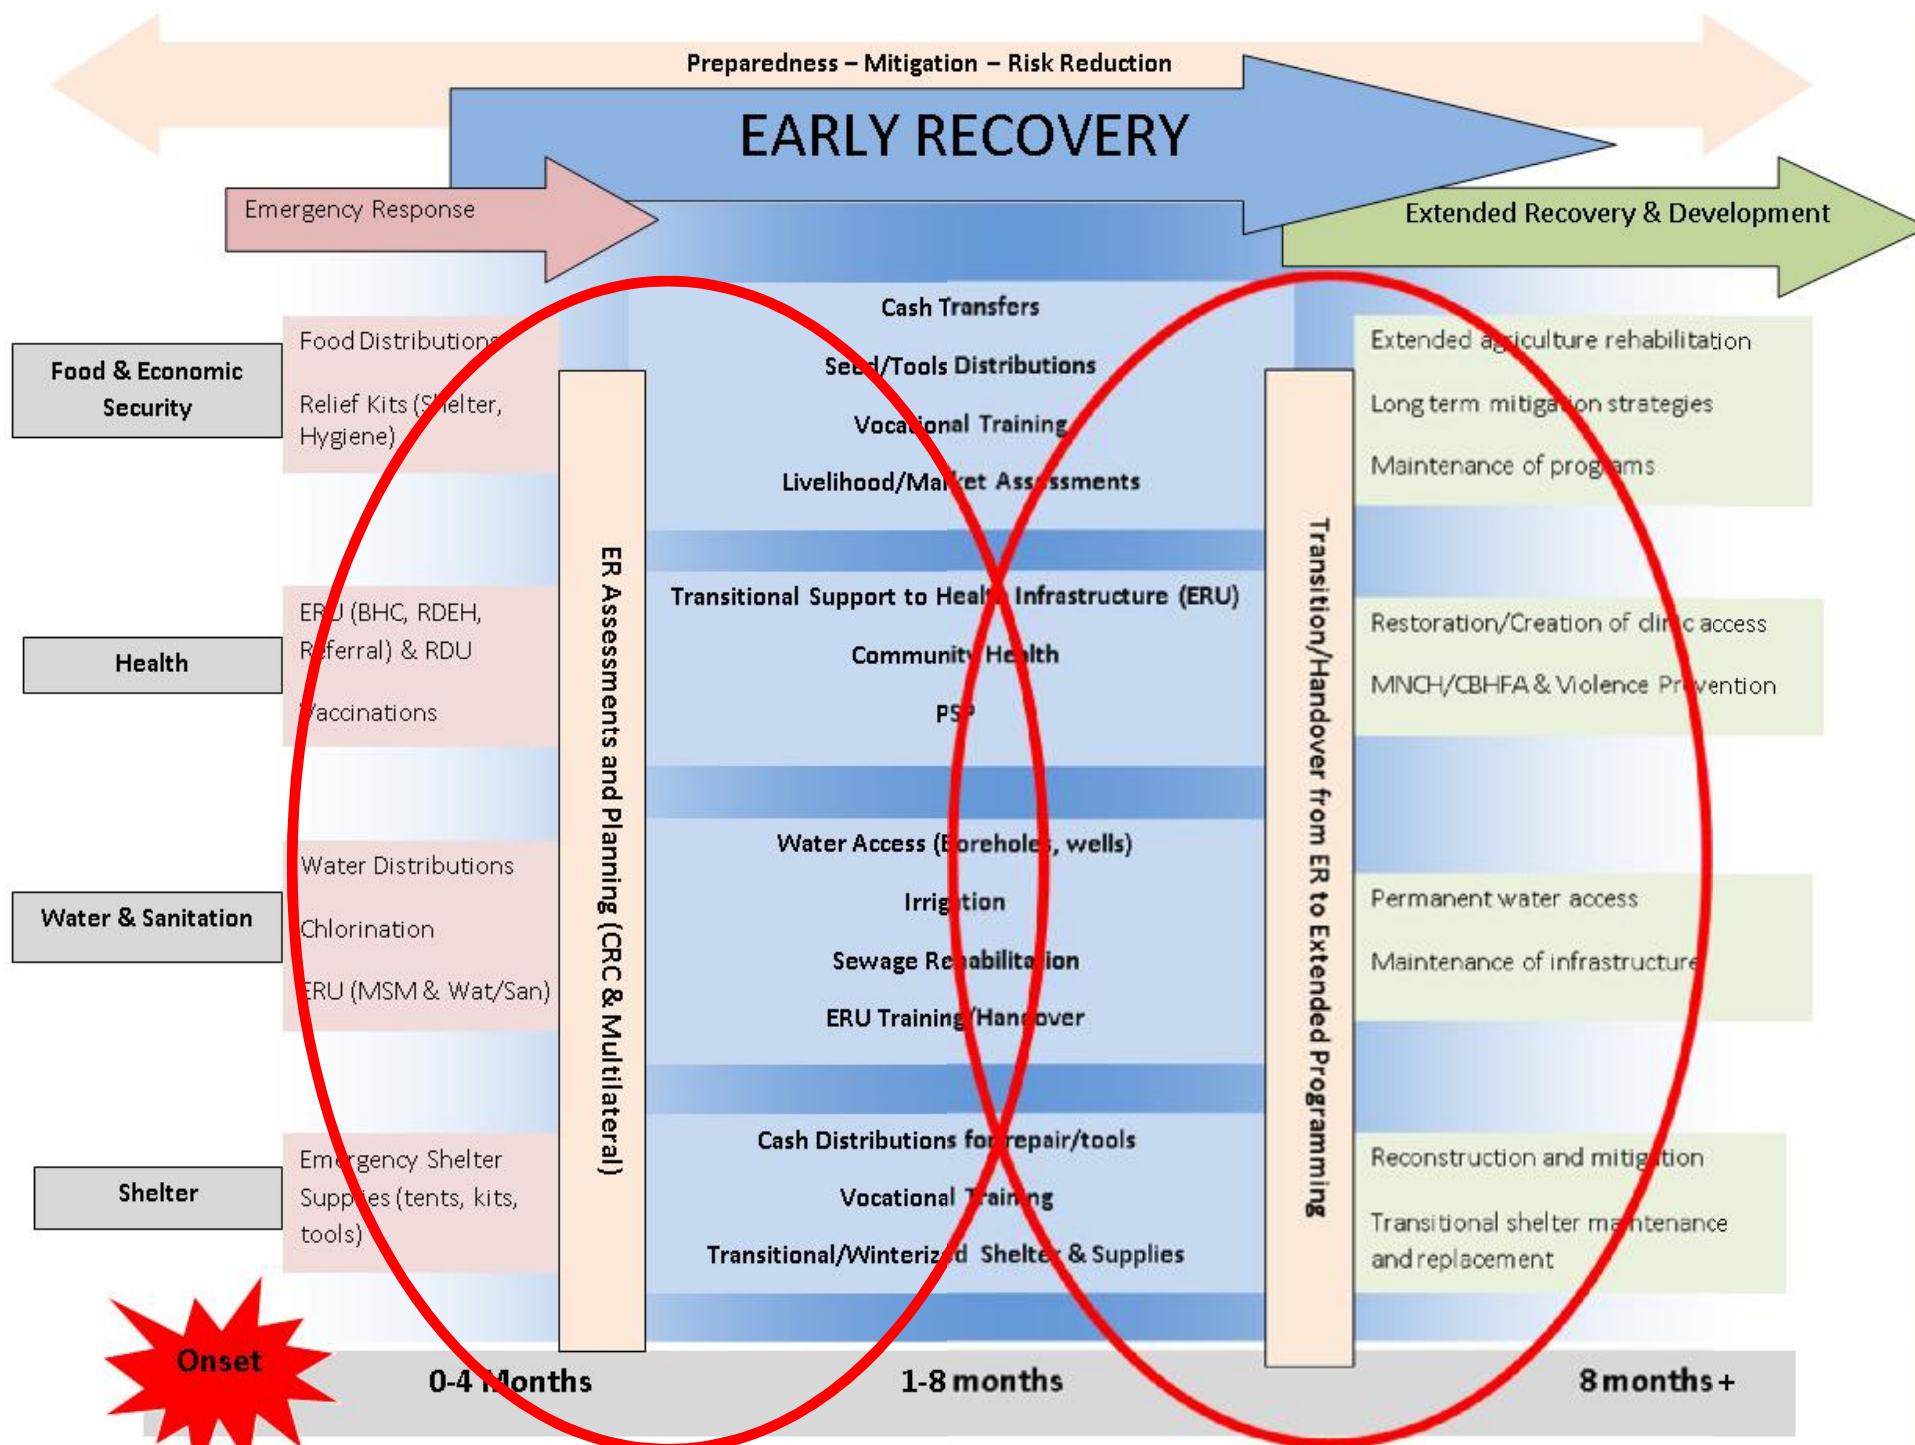 Preparedness – Mitigation – Risk Reduction
EARLY RECOVERY
Emergency Response
Extended Recovery & Development
Food & Economic
Security
Food Distributions
Relief Kits (Shelter,
Hygiene)
Cash Transfers
Seed/Tools Distributions
Vocational Training
Livelihood/Market Assessments
Extended agriculture rehabilitation
Long term mitigation strategies
Maintenance of programs
ER Assessments and Planning (CRC & Multilateral)
Transition/Handover from ER to Extended Programming
Health
ERU (BHC, RDEH,
Referral) & RDU
Vaccinations
Transitional Support to Health Infrastructure (ERU)
Community Health
PSP
Restoration/Creation of clinic access
MNCH/CBHFA & Violence Prevention
Water & Sanitation
Water Distributions
Chlorination
ERU (MSM & Wat/San)
Water Access (Boreholes, wells)
Irrigation
Sewage Rehabilitation
ERU Training/Handover
Permanent water access
Maintenance of infrastructure
Shelter
Emergency Shelter
Supplies (tents, kits,
tools)
Cash Distributions for repair/tools
Vocational Training
Transitional/Winterized Shelter & Supplies
Reconstruction and mitigation
Transitional shelter maintenance
and replacement
Onset
0-4 Months
1-8 months
8 months +